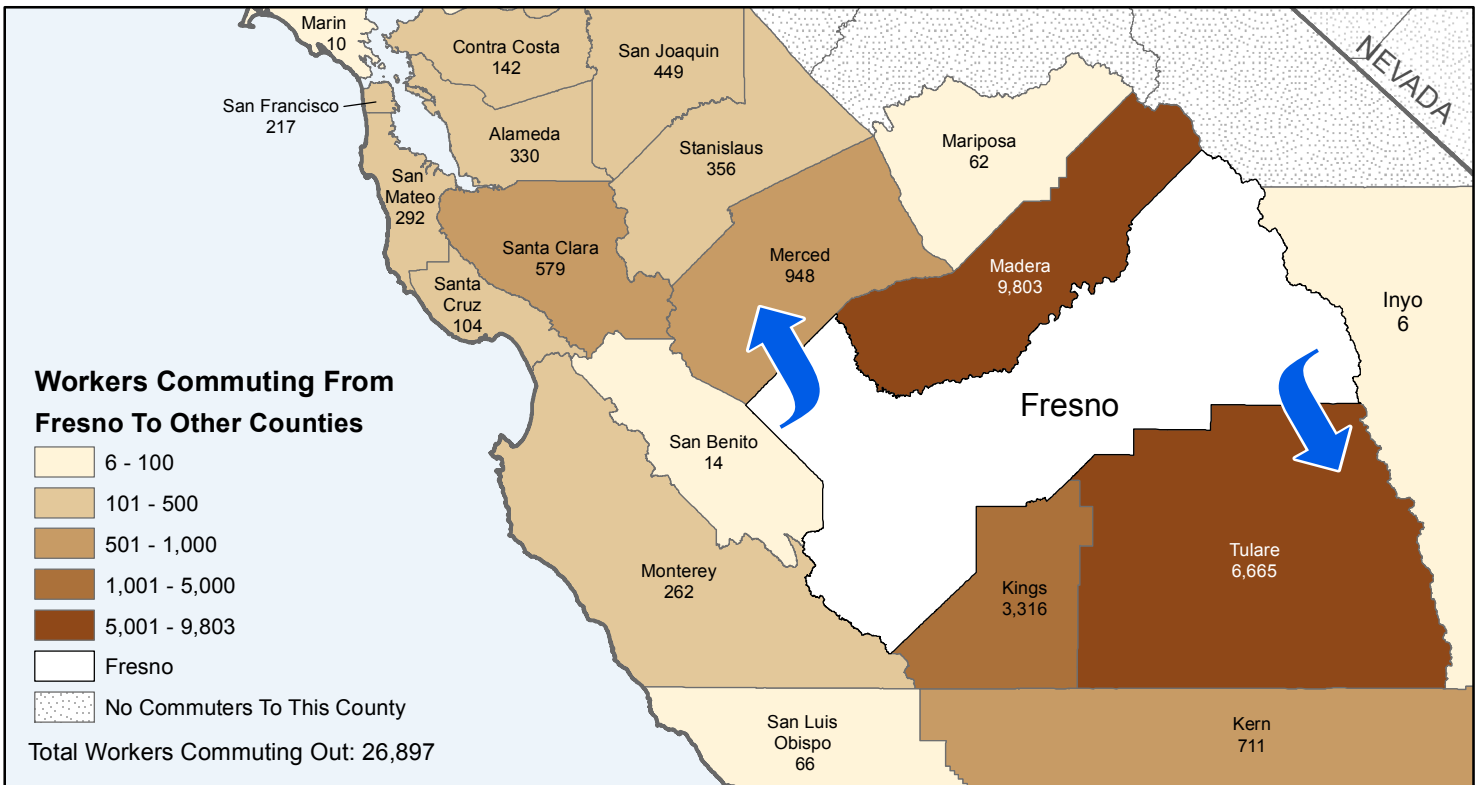 Marin
10
Contra Costa
142
San Joaquin
449
NEVADA
San Francisco
217
Alameda
330
Stanislaus
356
Mariposa
62
San
Mateo
292
Santa Clara
579
Merced
948
Madera
9,803
Inyo
6
Santa
Cruz
104
Workers Commuting From
Fresno To Other Counties
6 - 100
101 - 500
501 - 1,000
1,001 - 5,000
5,001 - 9,803
Fresno
No Commuters To This County
Total Workers Commuting Out: 26,897
Fresno
San Benito
14
Monterey
262
Kings
3,316
Tulare
6,665
San Luis
Obispo
66
Kern
711